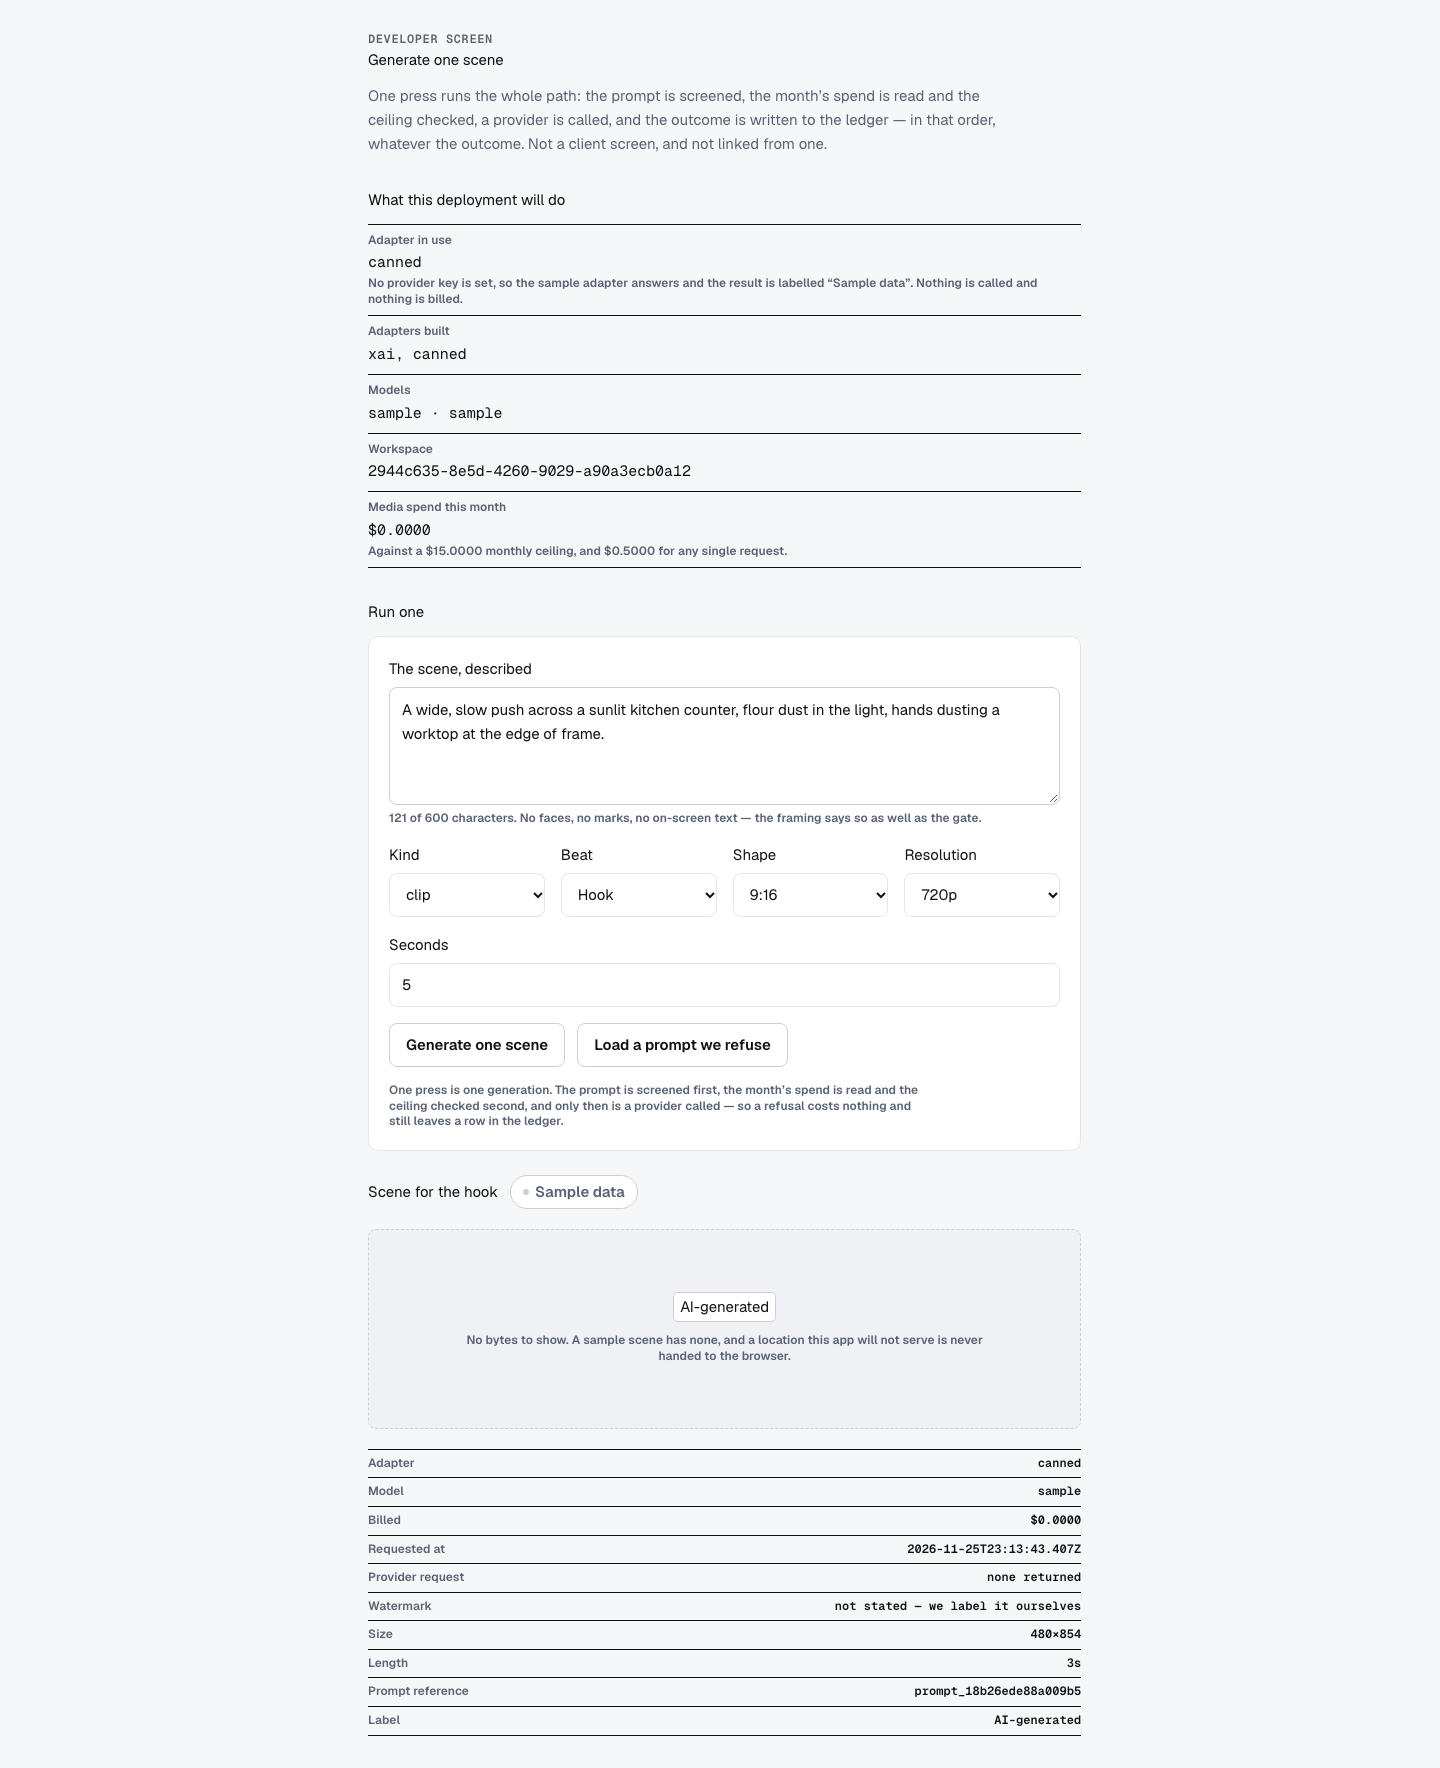 DEVELOPER SCREEN
Generate one scene
One press runs the whole path: the prompt is screened, the month's spend is read and the
ceiling checked, a provider is called, and the outcome is written to the ledger — in that order,
whatever the outcome. Not a client screen, and not linked from one.
What this deployment will do
Adapter in use
canned
No provider key is set, so the sample adapter answers and the result is labelled “Sample data”. Nothing is called and
nothing is billed.
Adapters built
xai, canned
Models
sample · sample
Workspace
2944c635-8e5d-4260-9029-a90a3ecb0a12
Media spend this month
$0.0000
Against a $15.0000 monthly ceiling, and $0.5000 for any single request.
Run one
The scene, described
A wide, slow push across a sunlit kitchen counter, flour dust in the light, hands dusting a
worktop at the edge of frame.
121 of 600 characters. No faces, no marks, no on-screen text — the framing says so as well as the gate.
Kind Beat Shape Resolution
clip Hook 9:16 720p
Seconds
5
Generate one scene Load a prompt we refuse
One press is one generation. The prompt is screened first, the month's spend is read and the
ceiling checked second, and only then is a provider called — so a refusal costs nothing and
still leaves a row in the ledger.
Scene for the hook Sample data
AI-generated
No bytes to show. A sample scene has none, and a location this app will not serve is never
handed to the browser.
Adapter canned
Model sample
Billed $0.0000
Requested at 2026-11-25T23:13:43.407Z
Provider request none returned
Watermark not stated — we label it ourselves
Size 480×854
Length 3s
Prompt reference prompt_18b26ede88a009b5
Label AI-generated